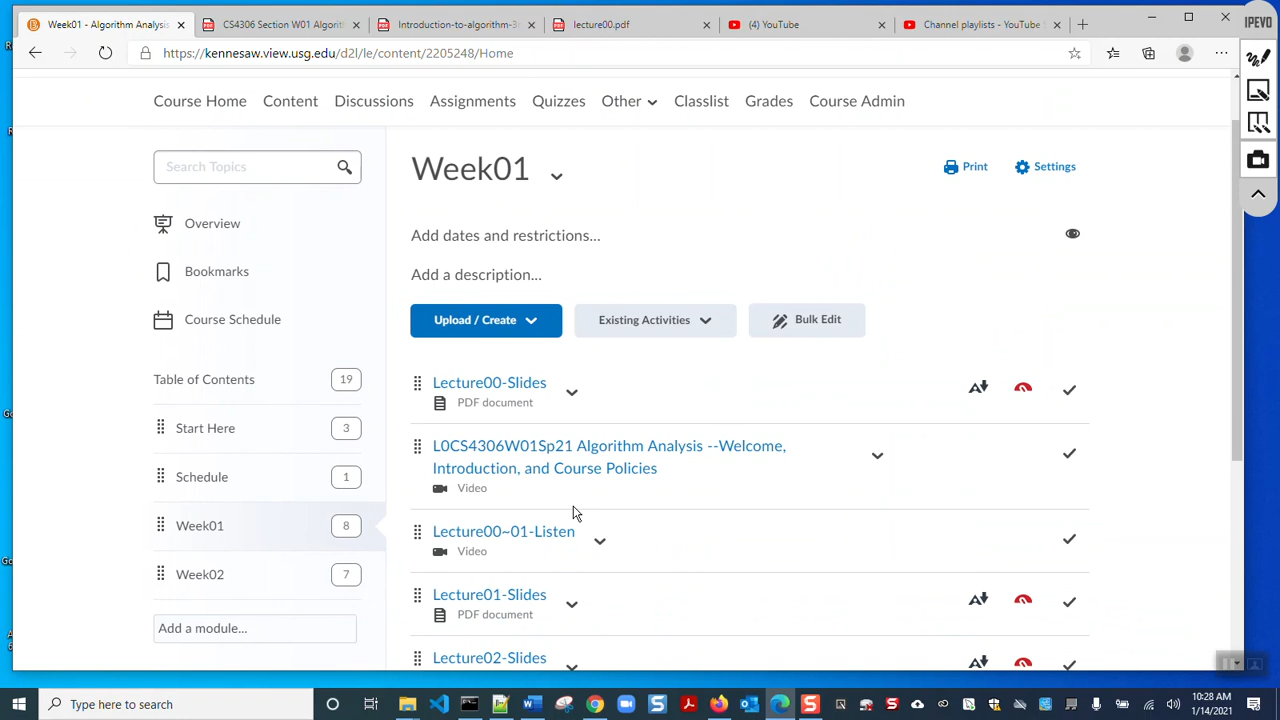 Week01 - Algorithm Analysis
CS4306 Section W01 Algorit
Introduction-to-algorithm-3
lecture00.pdf
(4) YouTube
Channel playlists - YouTube S
IPEVO
https://kennesaw.view.usg.edu/d2l/le/content/2205248/Home
Course Home
Content
Discussions
Assignments
Quizzes
Other
Classlist
Grades
Course Admin
Search Topics
Overview
Bookmarks
Course Schedule
Table of Contents
19
Start Here
3
Schedule
1
Week01
8
Week02
7
Add a module...
Week01
Print
Settings
Add dates and restrictions...
Add a description...
Upload / Create
Existing Activities
Bulk Edit
Lecture00-Slides
PDF document
L0CS4306W01Sp21 Algorithm Analysis --Welcome,
Introduction, and Course Policies
Video
Lecture00~01-Listen
Video
Lecture01-Slides
PDF document
Lecture02-Slides
Type here to search
10:28 AM
1/14/2021